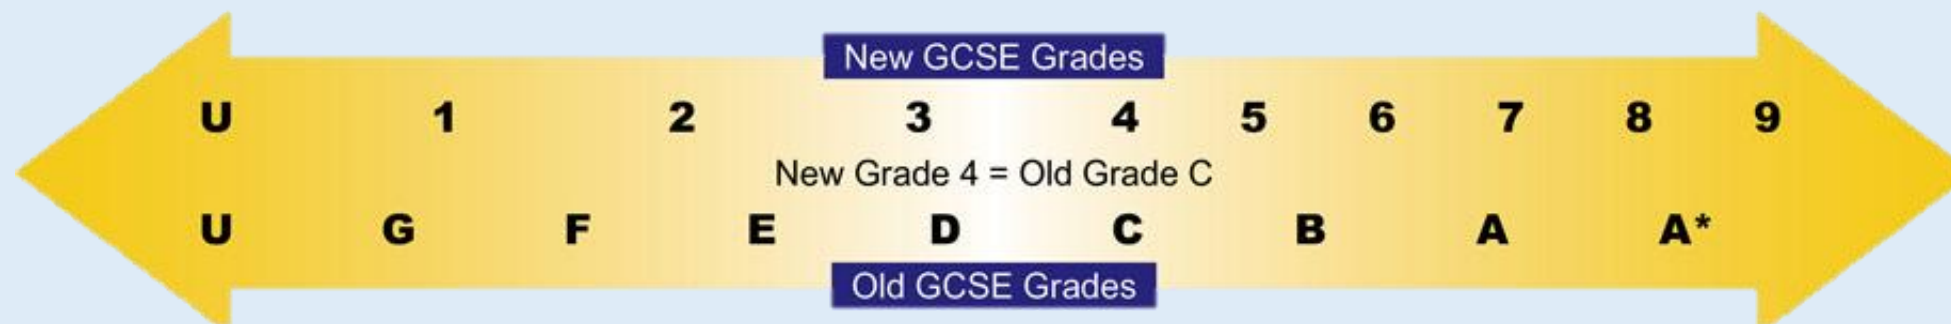 New GCSE Grades
U 1 2 3 4 5 6 7 8 9
New Grade 4 = Old Grade C
U G F E D C B A A*
Old GCSE Grades